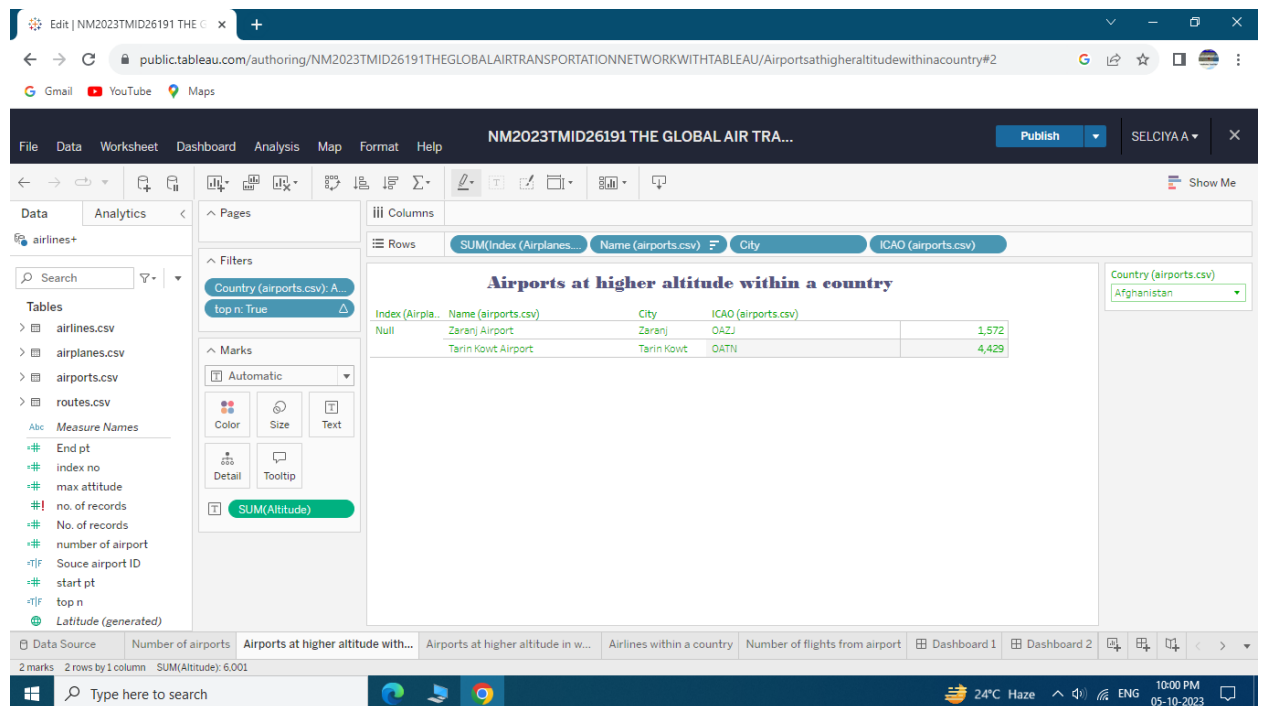 Edit | NM2023TMID26191 THE G
public.tableau.com/authoring/NM2023TMID26191THEGLOBALAIRTRANSPORTATIONNETWORKWITHTABLEAU/Airportsathigheraltitudewithinacountry#2
Gmail YouTube Maps
NM2023TMID26191 THE GLOBAL AIR TRA...
Publish SELCIYA A
File Data Worksheet Dashboard Analysis Map Format Help
Show Me
Data Analytics
Pages
Columns
airlines+
Rows SUM(Index (Airplanes.... Name (airports.csv) City ICAO (airports.csv)
Filters
Search
Country (airports.csv): A...
top n: True
Airports at higher altitude within a country
Country (airports.csv)
Afghanistan
Tables
Index (Airpla.. Name (airports.csv) City ICAO (airports.csv)
Null Zaranj Airport Zaranj OAZJ 1,572
Tarin Kowt Airport Tarin Kowt OATN 4,429
airlines.csv
airplanes.csv
airports.csv
routes.csv
Abc Measure Names
End pt
index no
max attitude
no. of records
No. of records
number of airport
Souce airport ID
start pt
top n
Latitude (generated)
Marks
Automatic
Color Size Text
Detail Tooltip
SUM(Altitude)
Data Source Number of airports Airports at higher altitude with... Airports at higher altitude in w... Airlines within a country Number of flights from airport Dashboard 1 Dashboard 2
2 marks 2 rows by 1 column SUM(Altitude): 6,001
Type here to search
24°C Haze ENG 10:00 PM
05-10-2023